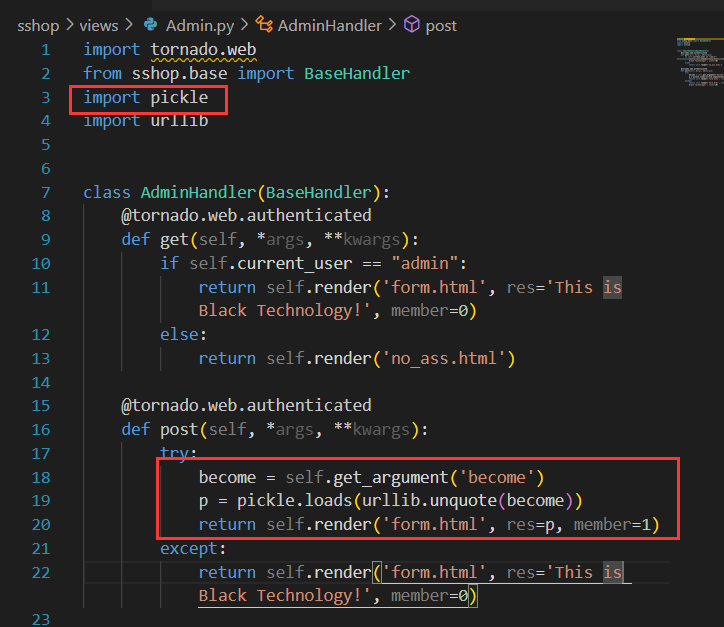 sshop > views > Admin.py > AdminHandler > post
1 import tornado.web
2 from sshop.base import BaseHandler
3 import pickle
4 import urllib
5
6
7 class AdminHandler(BaseHandler):
8 @tornado.web.authenticated
9 def get(self, *args, **kwargs):
10 if self.current_user == "admin":
11 return self.render('form.html', res='This is
Black Technology!', member=0)
12 else:
13 return self.render('no_ass.html')
14
15 @tornado.web.authenticated
16 def post(self, *args, **kwargs):
17 try:
18 become = self.get_argument('become')
19 p = pickle.loads(urllib.unquote(become))
20 return self.render('form.html', res=p, member=1)
21 except:
22 return self.render('form.html', res='This is
Black Technology!', member=0)
23